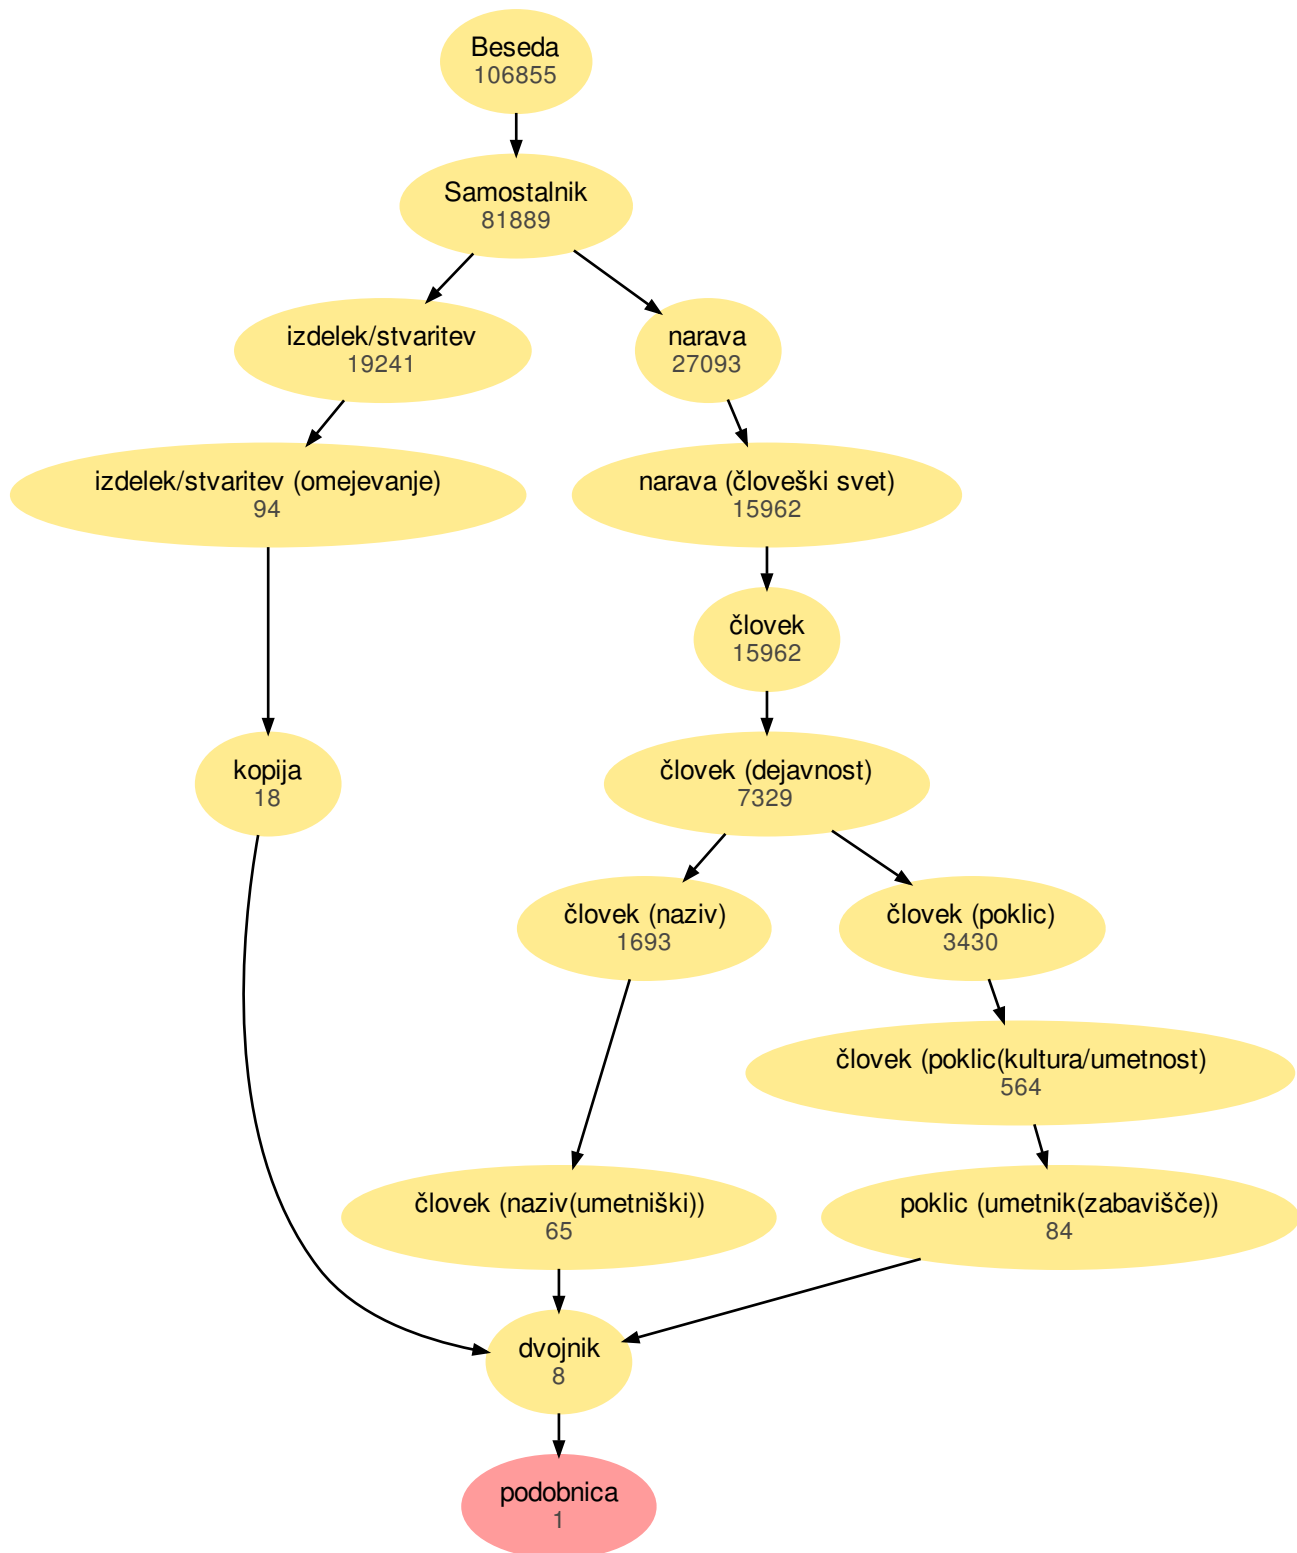 Beseda
106855
Samostalnik
81889
izdelek/stvaritev
19241
narava
27093
izdelek/stvaritev (omejevanje)
94
narava (človeški svet)
15962
človek
15962
kopija
18
človek (dejavnost)
7329
človek (naziv)
1693
človek (poklic)
3430
človek (poklic(kultura/umetnost)
564
človek (naziv(umetniški))
65
poklic (umetnik(zabavišče))
84
dvojnik
8
podobnica
1